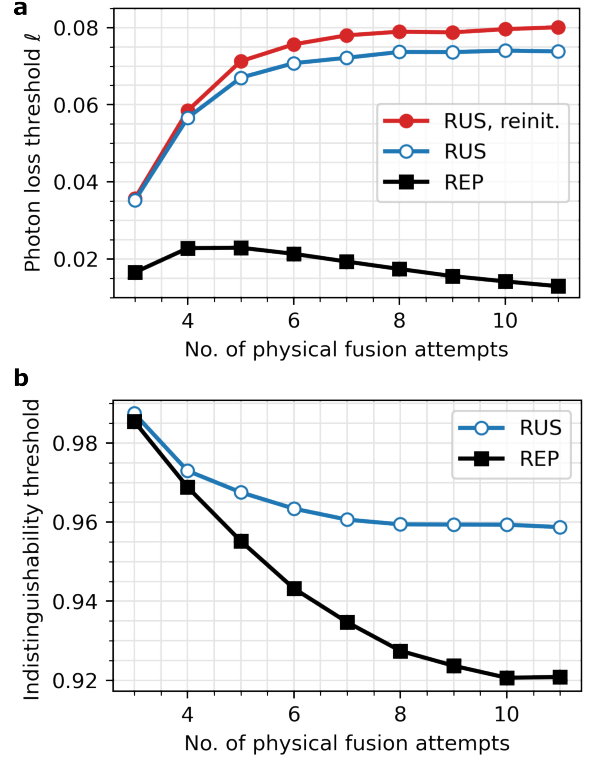 a
Photon loss threshold ℓ
0.08
0.06
0.04
0.02
RUS, reinit.
RUS
REP
4 6 8 10
No. of physical fusion attempts
b
Indistinguishability threshold
0.98
0.96
0.94
0.92
RUS
REP
4 6 8 10
No. of physical fusion attempts